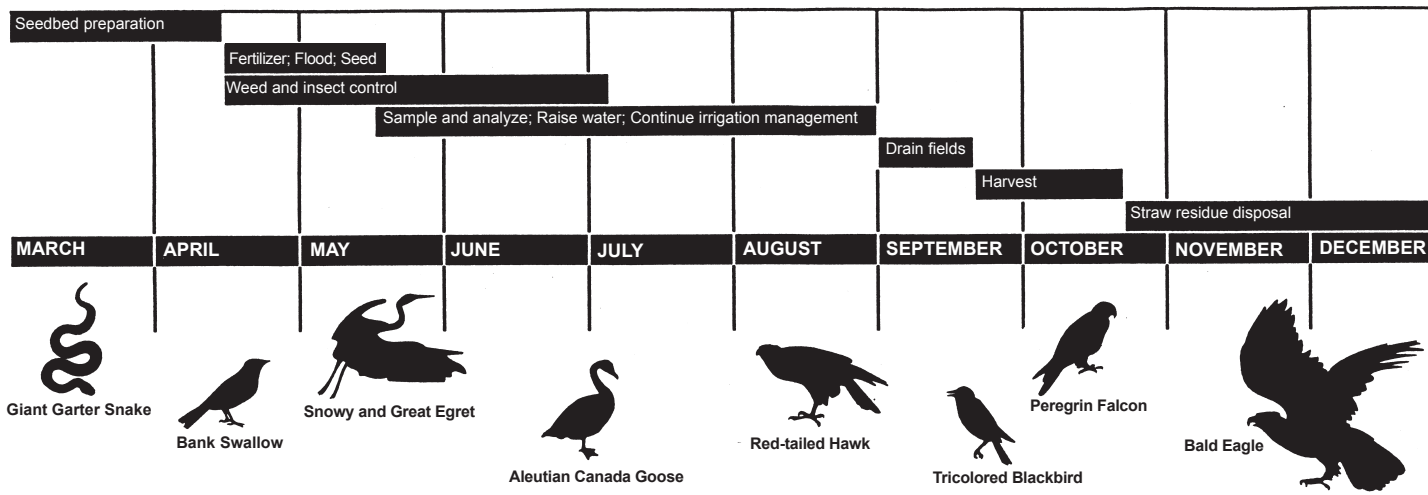 Seedbed preparation
Fertilizer; Flood; Seed
Weed and insect control
Sample and analyze; Raise water; Continue irrigation management
Drain fields
Harvest
Straw residue disposal
MARCH APRIL MAY JUNE JULY AUGUST SEPTEMBER OCTOBER NOVEMBER DECEMBER
Giant Garter Snake
Bank Swallow
Snowy and Great Egret
Aleutian Canada Goose
Red-tailed Hawk
Tricolored Blackbird
Peregrin Falcon
Bald Eagle